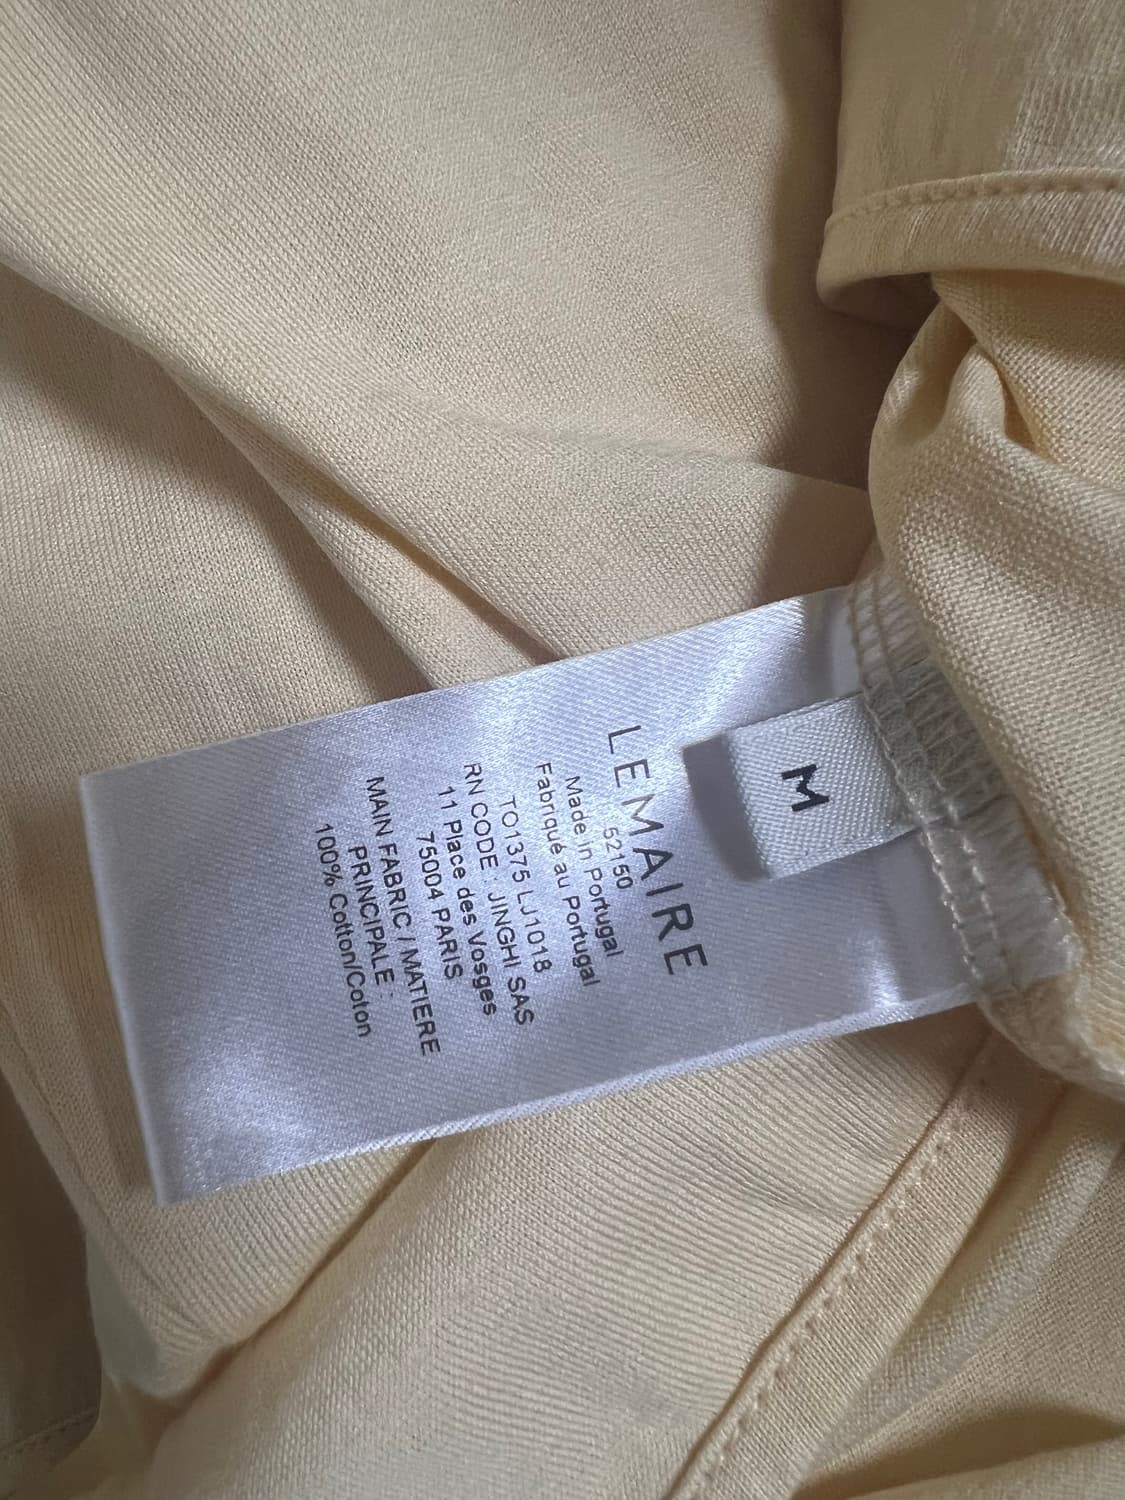 M
LEMAIRE
52150
Made in Portugal
Fabriqué au Portugal
TO1375 LJ1018
RN CODE : JINGHI SAS
11 Place des Vosges
75004 PARIS
MAIN FABRIC / MATIERE
PRINCIPALE :
100% Cotton/Coton